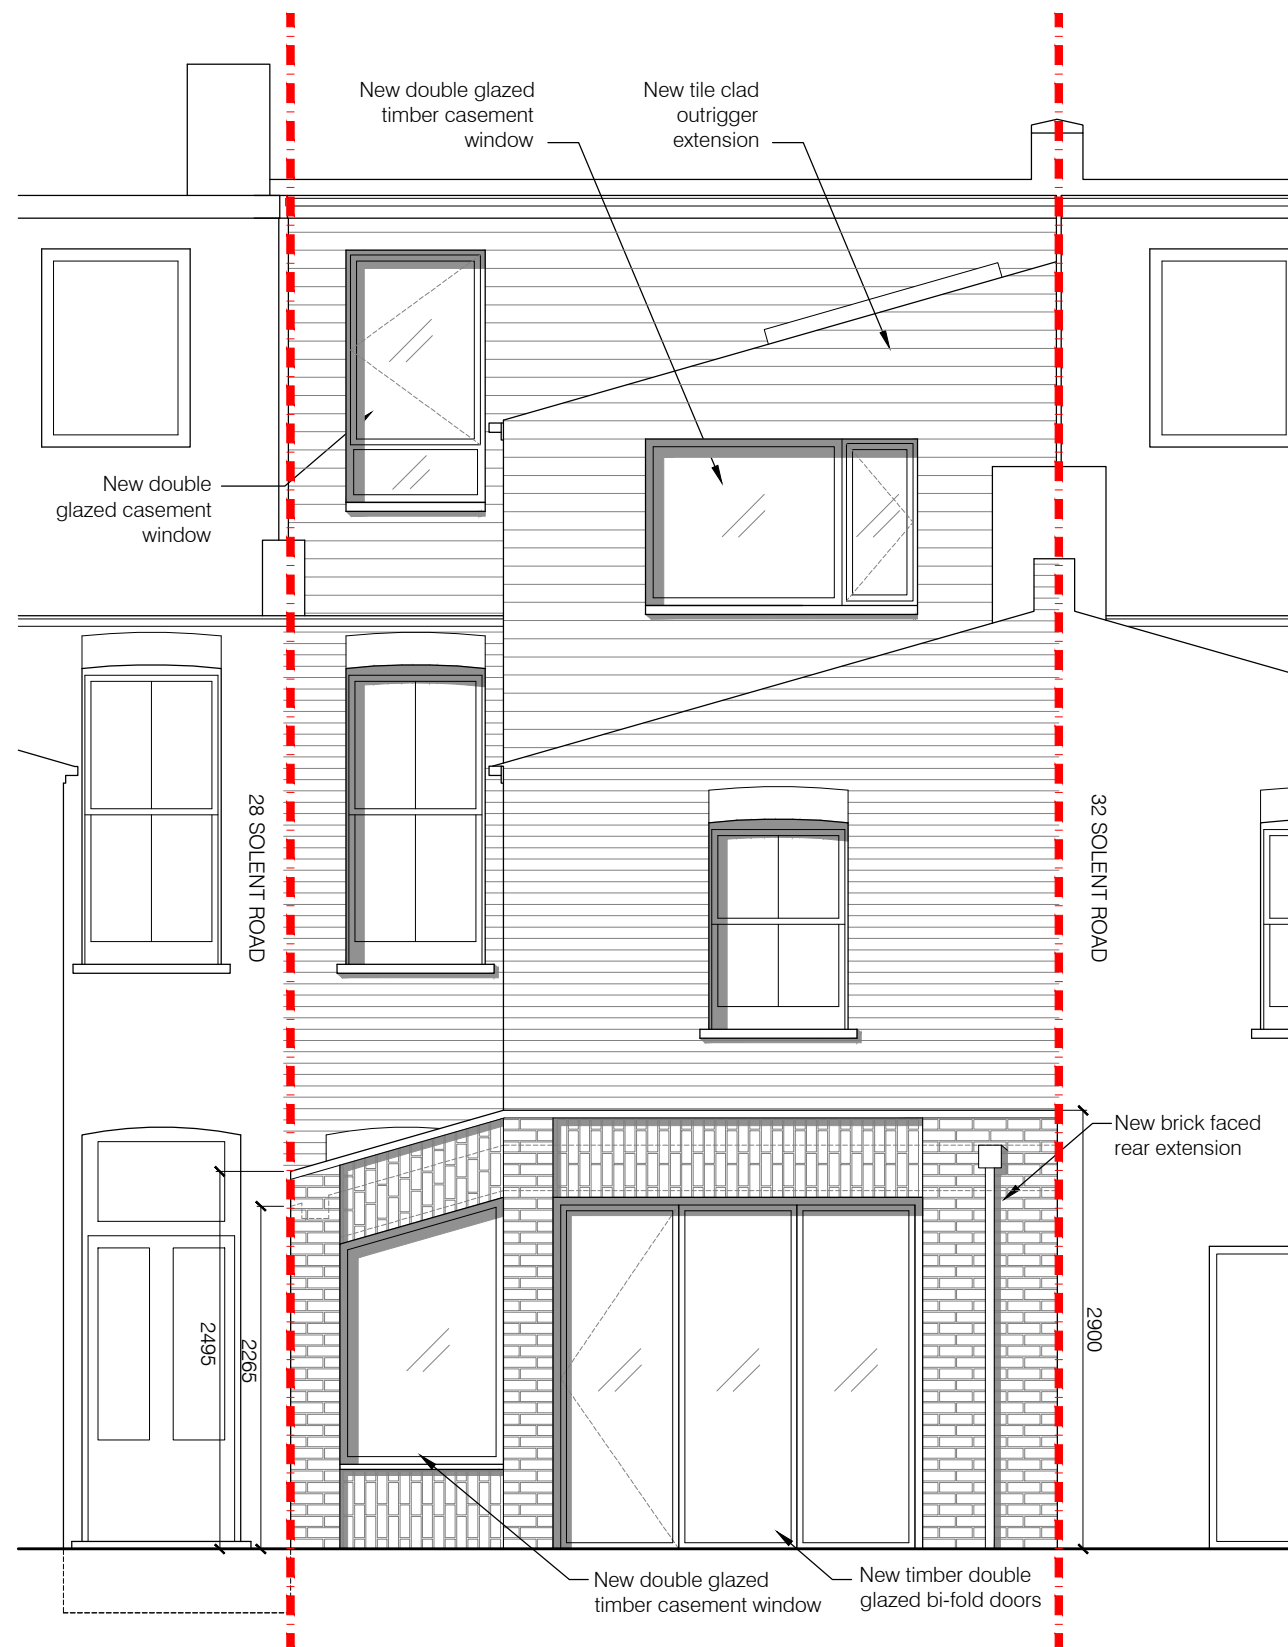 New double glazed
timber casement
window
New tile clad
outrigger
extension
New double
glazed casement
window
28 SOLENT ROAD
32 SOLENT ROAD
New brick faced
rear extension
2495
2265
2900
New double glazed
timber casement window
New timber double
glazed bi-fold doors